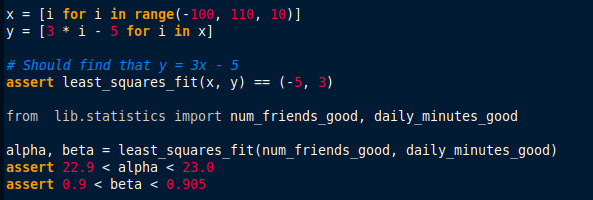 x = [i for i in range(-100, 110, 10)]
y = [3 * i - 5 for i in x]
# Should find that y = 3x - 5
assert least_squares_fit(x, y) == (-5, 3)
from  lib.statistics import num_friends_good, daily_minutes_good
alpha, beta = least_squares_fit(num_friends_good, daily_minutes_good)
assert 22.9 < alpha < 23.0
assert 0.9 < beta < 0.905